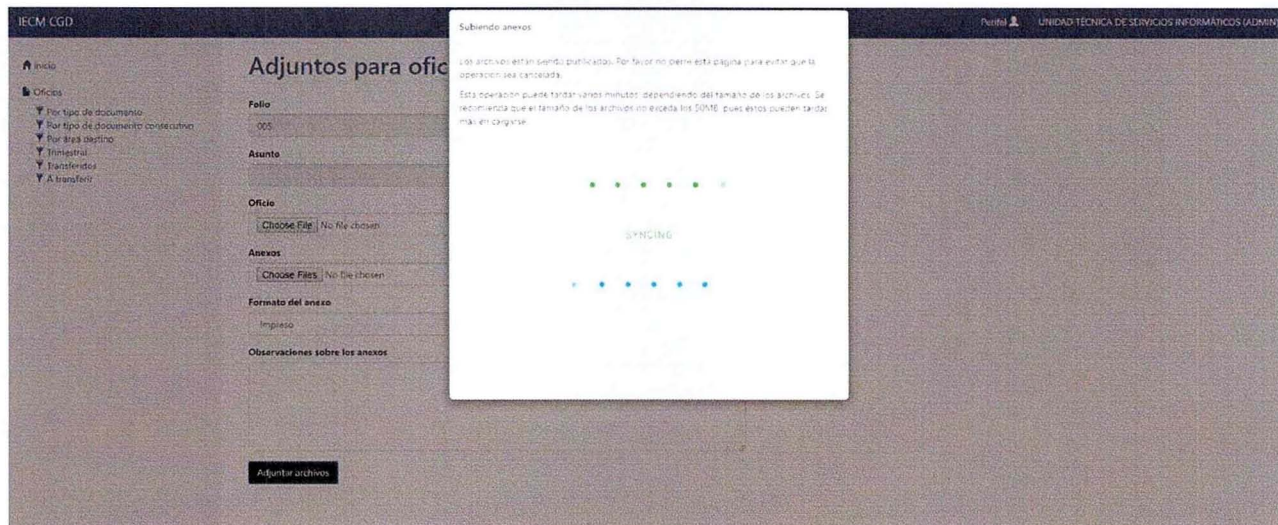 IECM CGD
Perifel
UNIDAD TÉCNICA DE SERVICIOS INFORMÁTICOS (ADMIN
Inicio
Oficios
Por tipo de documento
Por tipo de documento consecutivo
Por área destino
Trimestral
Transferidos
A transferir
Adjuntos para ofic
Folio
005
Asunto
Oficio
Choose File No file chosen
Anexos
Choose Files No file chosen
Formato del anexo
Impreso
Observaciones sobre los anexos
Adjuntar archivos
Subiendo anexos
Los archivos están siendo publicados. Por favor no cierre esta página para evitar que la
operación sea cancelada.
Esta operación puede tardar varios minutos, dependiendo del tamaño de los archivos. Se
recomienda que el tamaño de los archivos no exceda los 50MB, pues estos pueden tardar
más en cargarse.
SYNCING